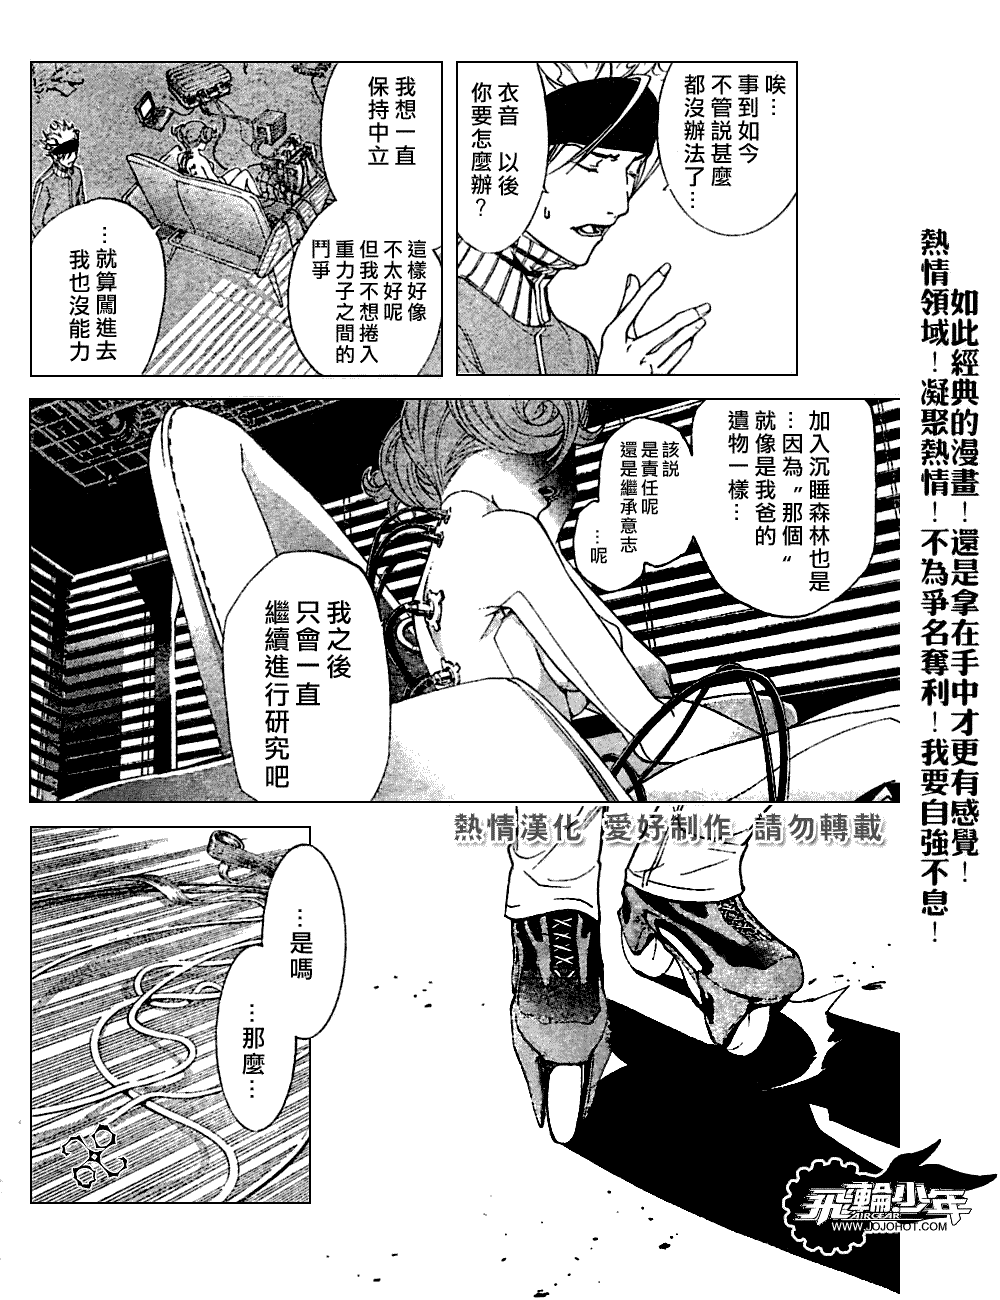 唉…
事到如今
不管說甚麼
都沒辦法了…
衣音 以後
你要怎麼辦?
我想一直
保持中立
這樣好像
不太好呢
但我不想捲入
重力子之間的
鬥爭
…就算闖進去
我也沒能力
加入沉睡森林也是
…因為〞那個〝
就像是我爸的
遺物一樣…
該説
是責任呢
還是繼承意志
…呢
我之後
只會一直
繼續進行研究吧
熱情漢化 愛好制作 請勿轉載
…是嗎
…那麼…
如此經典的漫畫!還是拿在手中才更有感覺!
熱情領域!凝聚熱情!不為爭名奪利!我要自強不息!
飛輪少年
AIRGEAR
WWW.JOJOHOT.COM